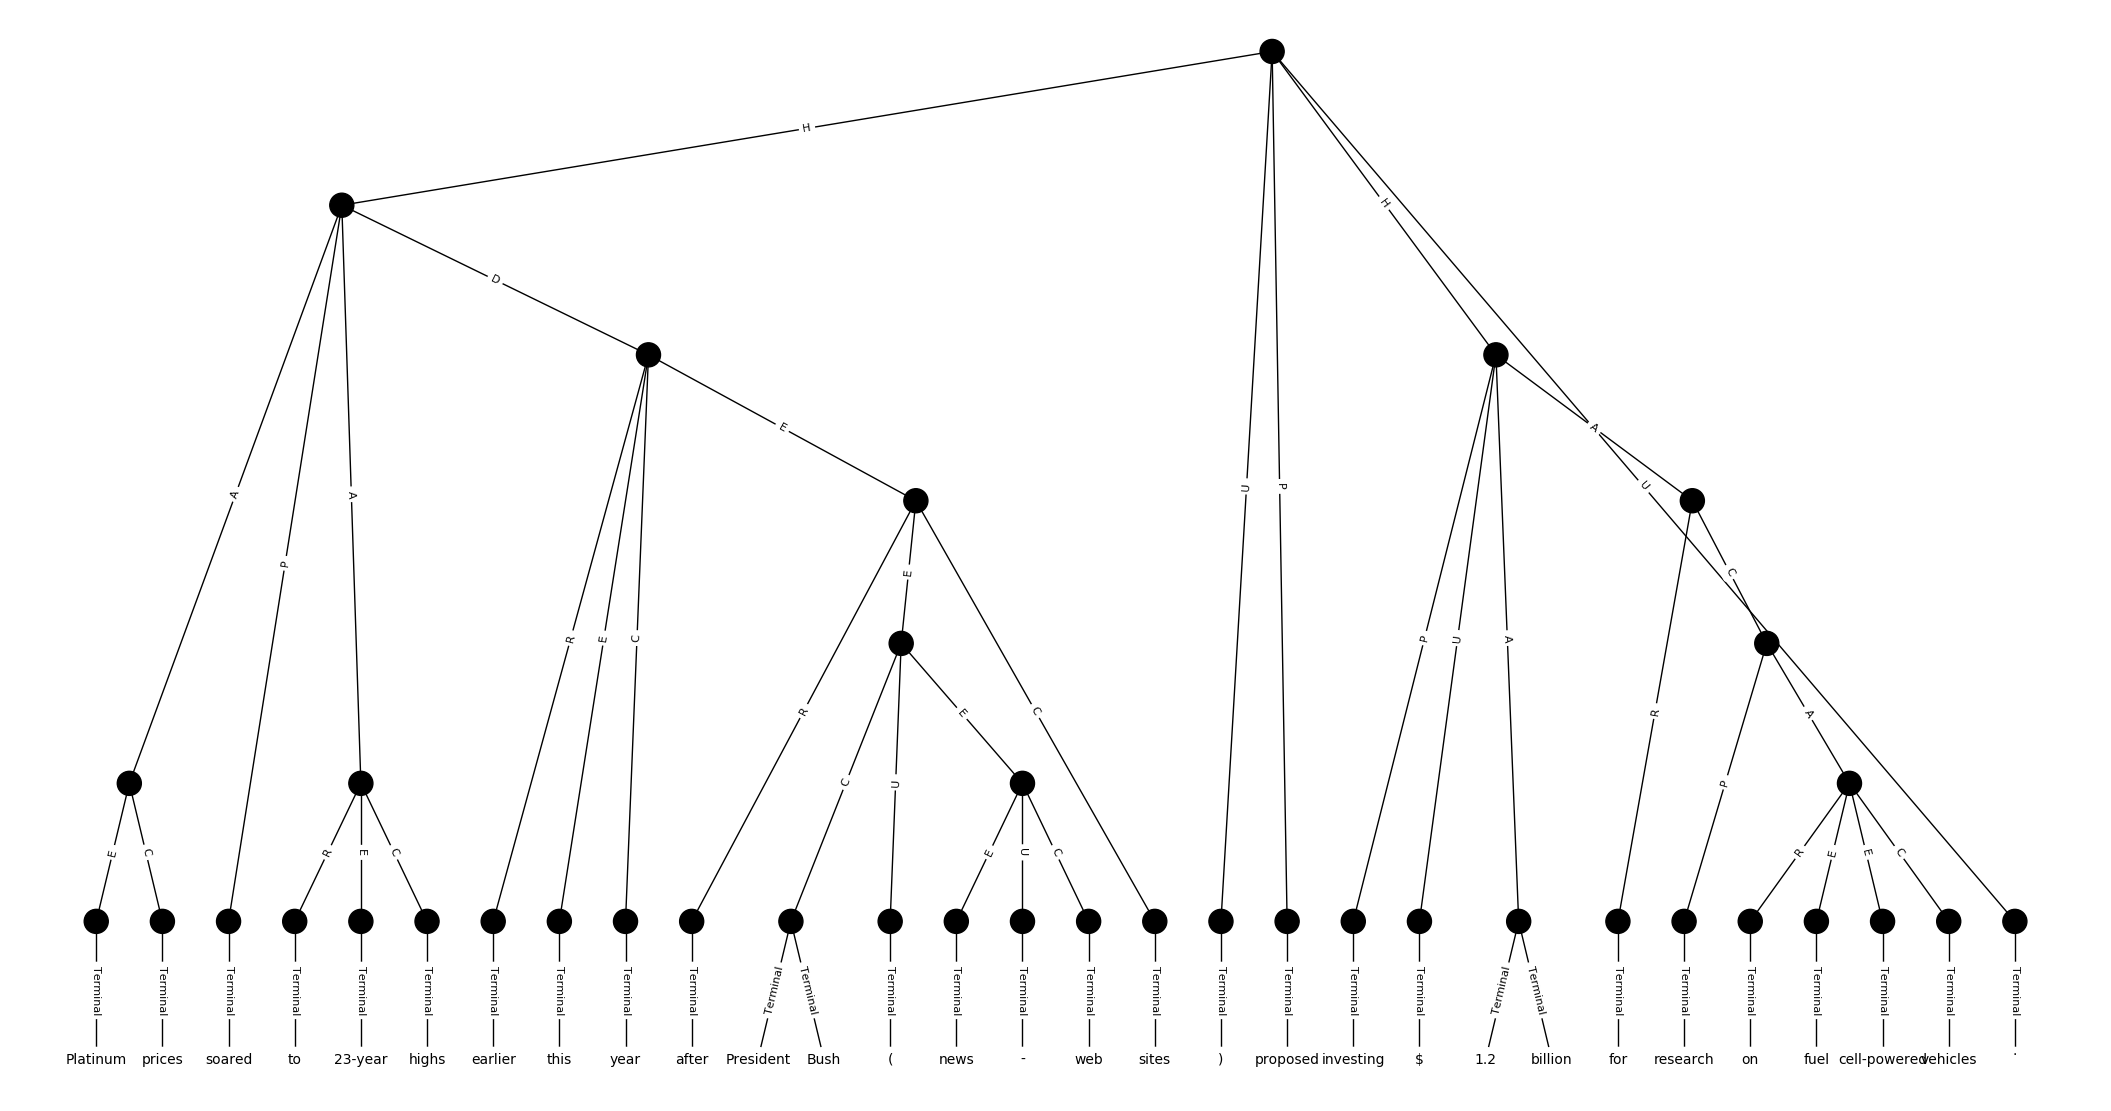 H
D
H
E
A
A
A
U
P
U
P
E
C
R
E
C
P
U
A
R
C
R
E
C
C
U
P
A
E
C
R
E
C
E
U
C
R
E
E
C
Terminal Terminal Terminal Terminal Terminal Terminal Terminal Terminal Terminal Terminal Terminal Terminal Terminal Terminal Terminal Terminal Terminal Terminal Terminal Terminal Terminal Terminal Terminal Terminal Terminal Terminal Terminal Terminal Terminal Terminal
Platinum prices soared to 23-year highs earlier this year after President Bush ( news - web sites ) proposed investing $ 1.2 billion for research on fuel cell-powered vehicles .